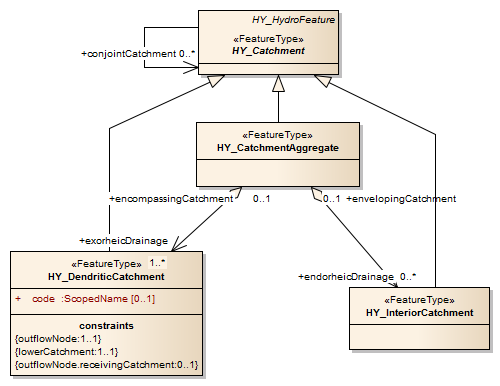 HY_HydroFeature
«FeatureType»
HY_Catchment
+conjointCatchment 0..*
«FeatureType»
HY_CatchmentAggregate
+encompassingCatchment 0..1
0..1 +envelopingCatchment
+exorheicDrainage
1..*
+endorheicDrainage 0..*
«FeatureType»
HY_DendriticCatchment
+ code :ScopedName [0..1]
constraints
{outflowNode:1..1}
{lowerCatchment:1..1}
{outflowNode.receivingCatchment:0..1}
«FeatureType»
HY_InteriorCatchment